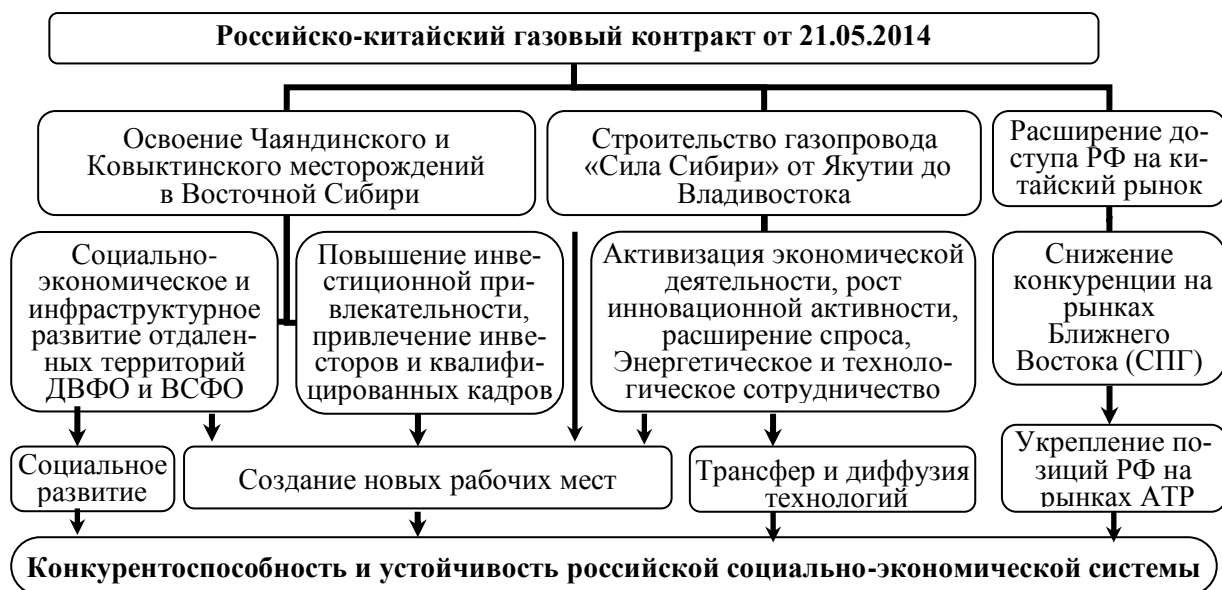 Российско-китайский газовый контракт от 21.05.2014
Освоение Чаяндинского и
Ковыктинского месторождений
в Восточной Сибири
Строительство газопровода
«Сила Сибири» от Якутии до
Владивостока
Расширение до-
ступа РФ на ки-
тайский рынок
Социально-
экономическое и
инфраструктурное
развитие отдален-
ных территорий
ДВФО и ВСФО
Повышение инве-
стиционной при-
влекательности,
привлечение инве-
сторов и квалифи-
цированных кадров
Активизация экономической
деятельности, рост
инновационной активности,
расширение спроса,
Энергетическое и техноло-
гическое сотрудничество
Снижение
конкуренции на
рынках
Ближнего
Востока (СПГ)
Социальное
развитие
Создание новых рабочих мест
Трансфер и диффузия
технологий
Укрепление по-
зиций РФ на
рынках АТР
Конкурентоспособность и устойчивость российской социально-экономической системы